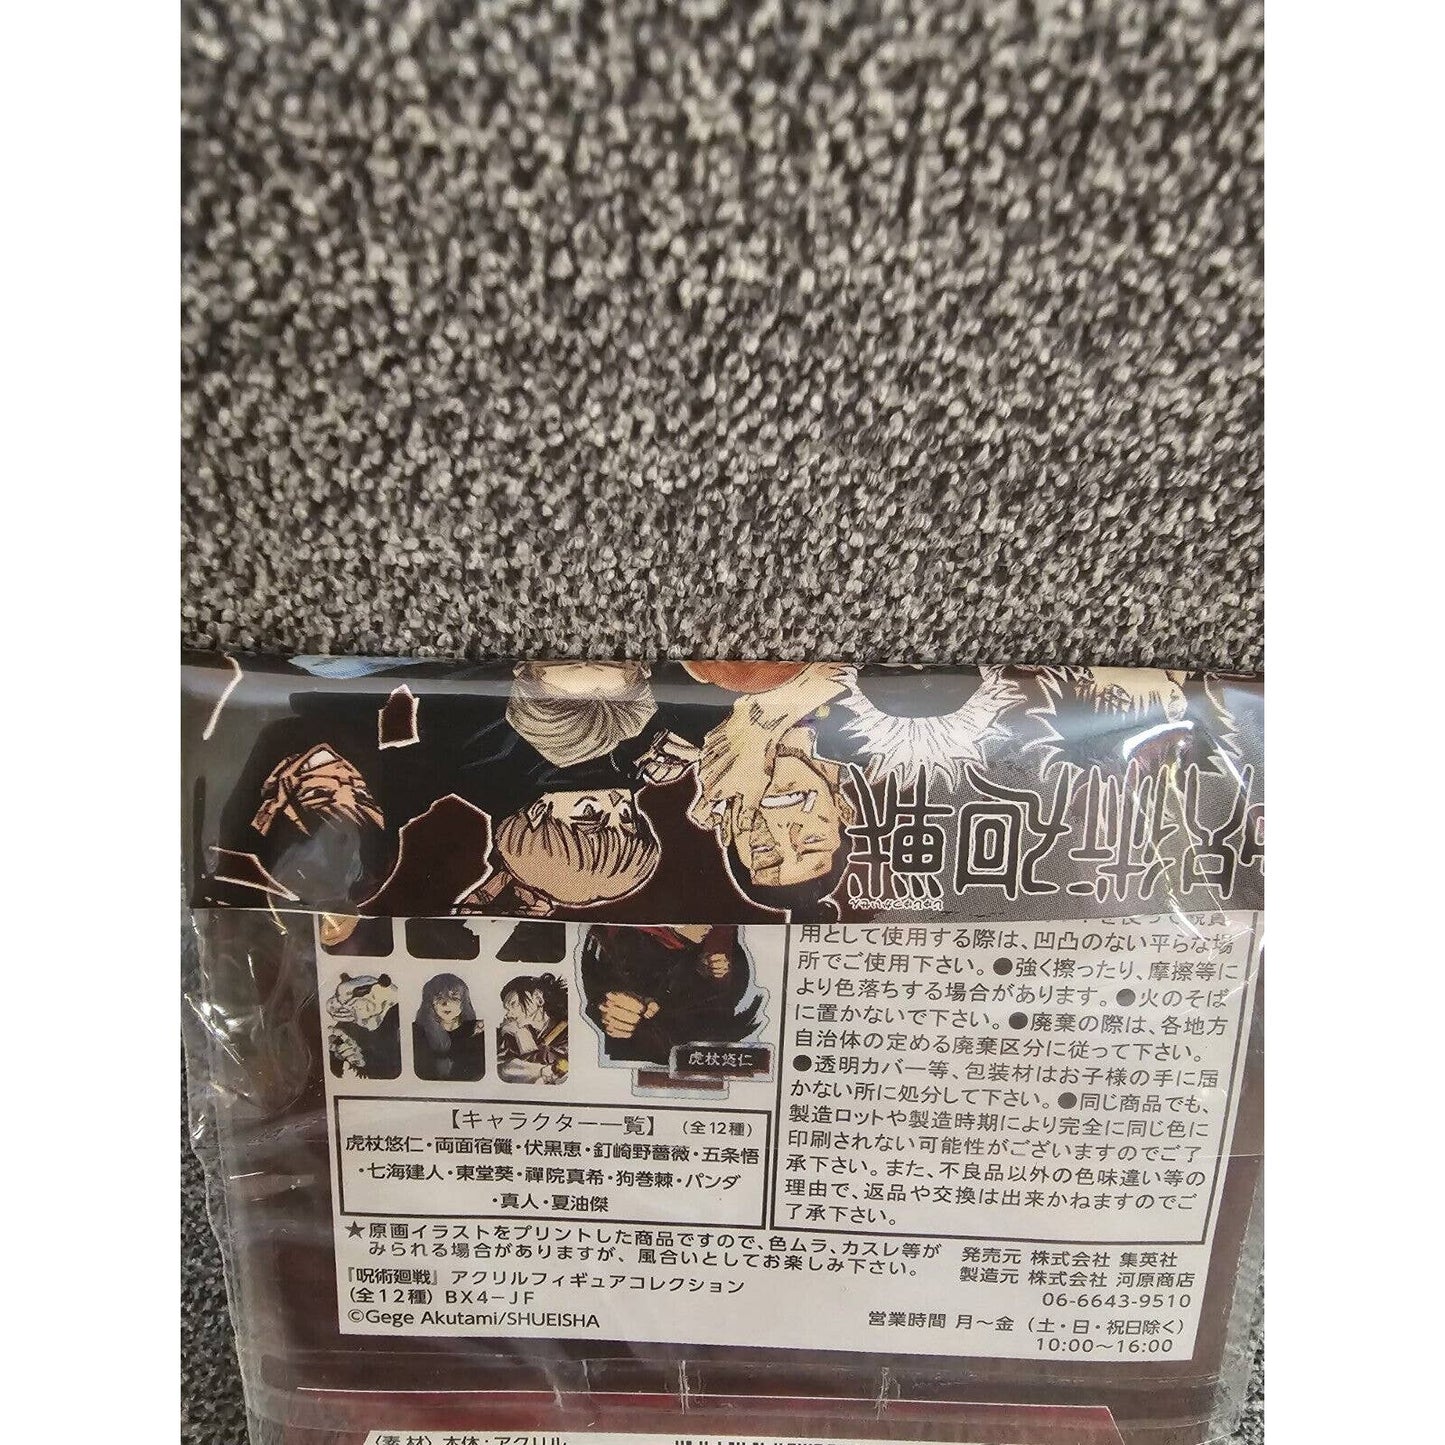 呪術廻戦
じゅじゅつかいせん
用として使用する際は、凹凸のない平らな場
所でご使用下さい。●強く擦ったり、摩擦等に
より色落ちする場合があります。●火のそば
に置かないで下さい。●廃棄の際は、各地方
自治体の定める廃棄区分に従って下さい。
●透明カバー等、包装材はお子様の手に届
かない所に処分して下さい。●同じ商品でも、
製造ロットや製造時期により完全に同じ色に
印刷されない可能性がございますのでご了
承下さい。また、不良品以外の色味違い等の
理由で、返品や交換は出来かねますのでご
了承下さい。
虎杖悠仁
【キャラクター一覧】(全12種)
虎杖悠仁・両面宿儺・伏黒恵・釘崎野薔薇・五条悟
・七海建人・東堂葵・禪院真希・狗巻棘・パンダ
・真人・夏油傑
★原画イラストをプリントした商品ですので、色ムラ、カスレ等が
みられる場合がありますが、風合いとしてお楽しみ下さい。
『呪術廻戦』アクリルフィギュアコレクション
(全12種) BX4-JF
©Gege Akutami/SHUEISHA
発売元 株式会社 集英社
製造元 株式会社 河原商店
06-6643-9510
営業時間 月～金 (土・日・祝日除く)
10:00～16:00
〈素材〉本体：アクリル